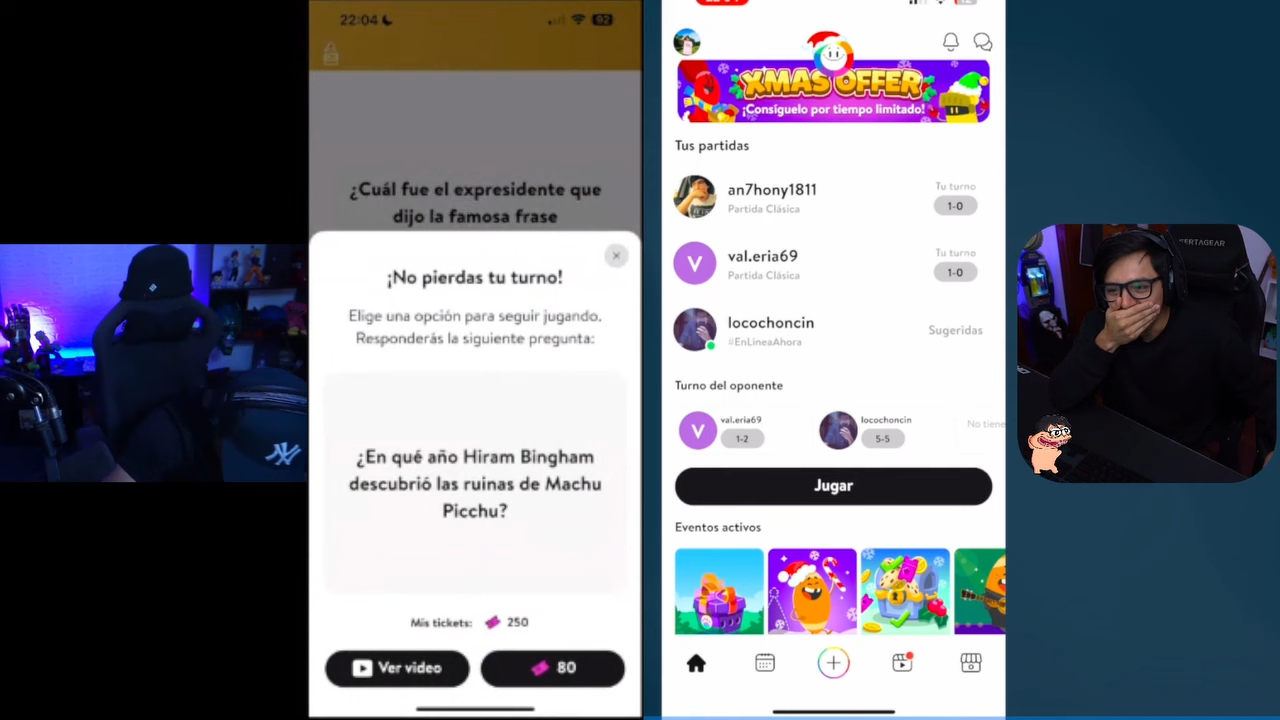 22:04
92
¿Cuál fue el expresidente que
dijo la famosa frase
¡No pierdas tu turno!
Elige una opción para seguir jugando.
Responderás la siguiente pregunta:
¿En qué año Hiram Bingham
descubrió las ruinas de Machu
Picchu?
Mis tickets: 250
Ver video
80
XMAS OFFER
¡Consíguelo por tiempo limitado!
Tus partidas
an7hony1811
Partida Clásica
Tu turno
1-0
V
val.eria69
Partida Clásica
Tu turno
1-0
locochoncin
#EnLineaAhora
Sugeridas
Turno del oponente
V
val.eria69
1-2
locochoncin
5-5
No tiene
Jugar
Eventos activos